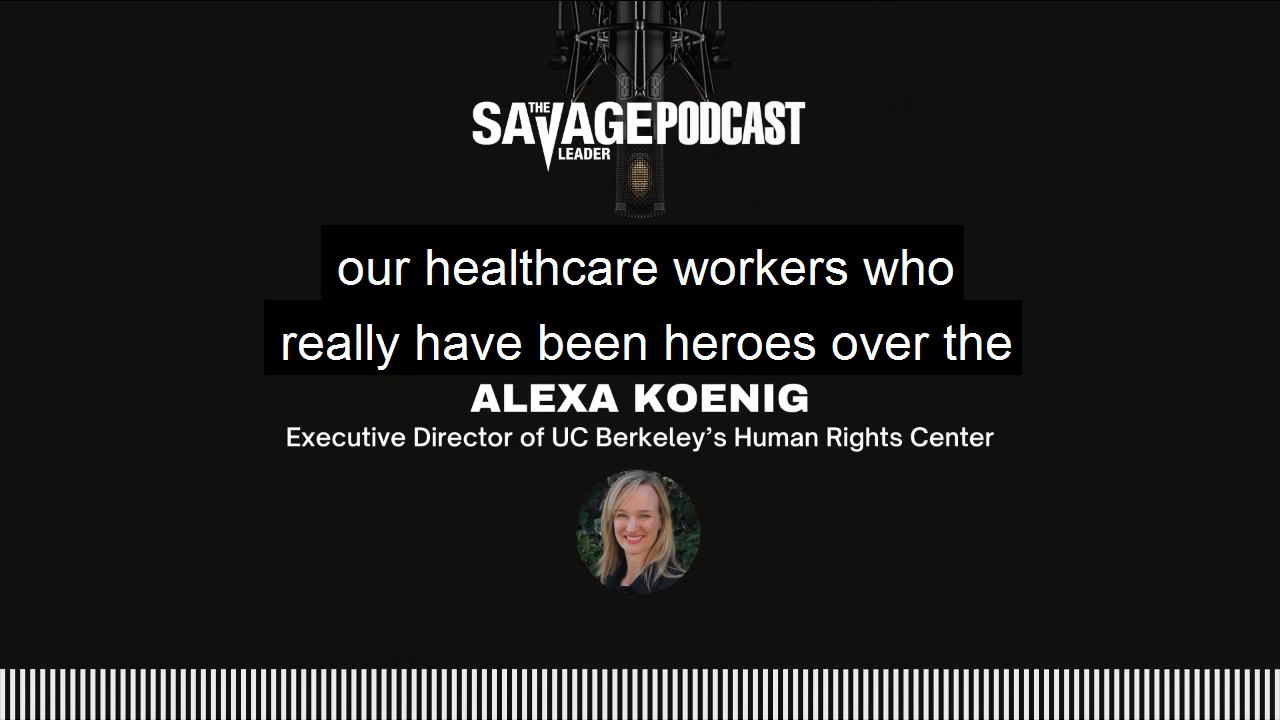 THE
SAVAGE PODCAST
LEADER
our healthcare workers who
really have been heroes over the
ALEXA KOENIG
Executive Director of UC Berkeley’s Human Rights Center